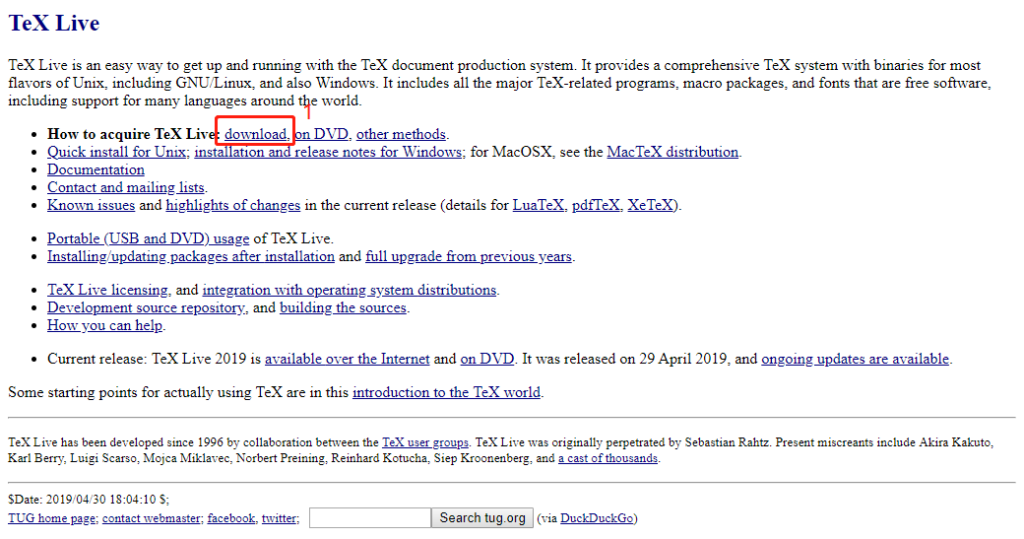 TeX Live
TeX Live is an easy way to get up and running with the TeX document production system. It provides a comprehensive TeX system with binaries for most
flavors of Unix, including GNU/Linux, and also Windows. It includes all the major TeX-related programs, macro packages, and fonts that are free software,
including support for many languages around the world.
1
• How to acquire TeX Live: download, on DVD, other methods.
• Quick install for Unix; installation and release notes for Windows; for MacOSX, see the MacTeX distribution.
• Documentation
• Contact and mailing lists.
• Known issues and highlights of changes in the current release (details for LuaTeX, pdfTeX, XeTeX).
• Portable (USB and DVD) usage of TeX Live.
• Installing/updating packages after installation and full upgrade from previous years.
• TeX Live licensing, and integration with operating system distributions.
• Development source repository, and building the sources.
• How you can help.
• Current release: TeX Live 2019 is available over the Internet and on DVD. It was released on 29 April 2019, and ongoing updates are available.
Some starting points for actually using TeX are in this introduction to the TeX world.
TeX Live has been developed since 1996 by collaboration between the TeX user groups. TeX Live was originally perpetrated by Sebastian Rahtz. Present miscreants include Akira Kakuto,
Karl Berry, Luigi Scarso, Mojca Miklavec, Norbert Preining, Reinhard Kotucha, Siep Kroonenberg, and a cast of thousands.
$Date: 2019/04/30 18:04:10 $;
TUG home page; contact webmaster; facebook, twitter; Search tug.org (via DuckDuckGo)